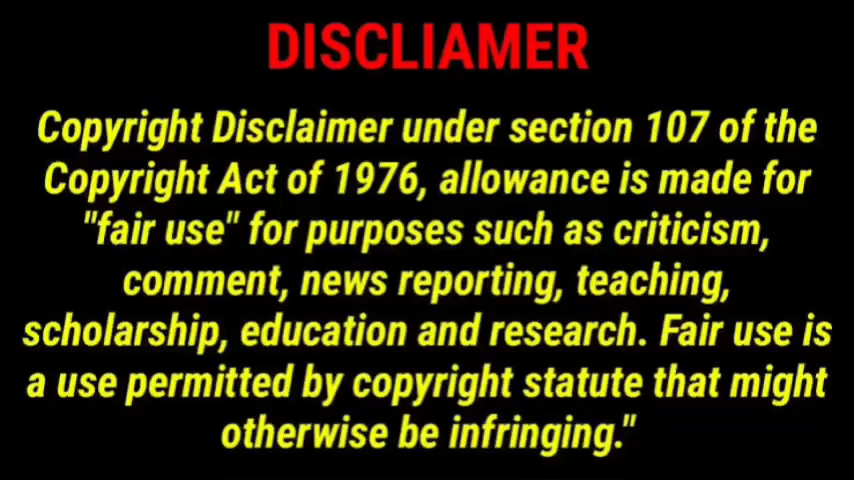 DISCLIAMER
Copyright Disclaimer under section 107 of the
Copyright Act of 1976, allowance is made for
"fair use" for purposes such as criticism,
comment, news reporting, teaching,
scholarship, education and research. Fair use is
a use permitted by copyright statute that might
otherwise be infringing."